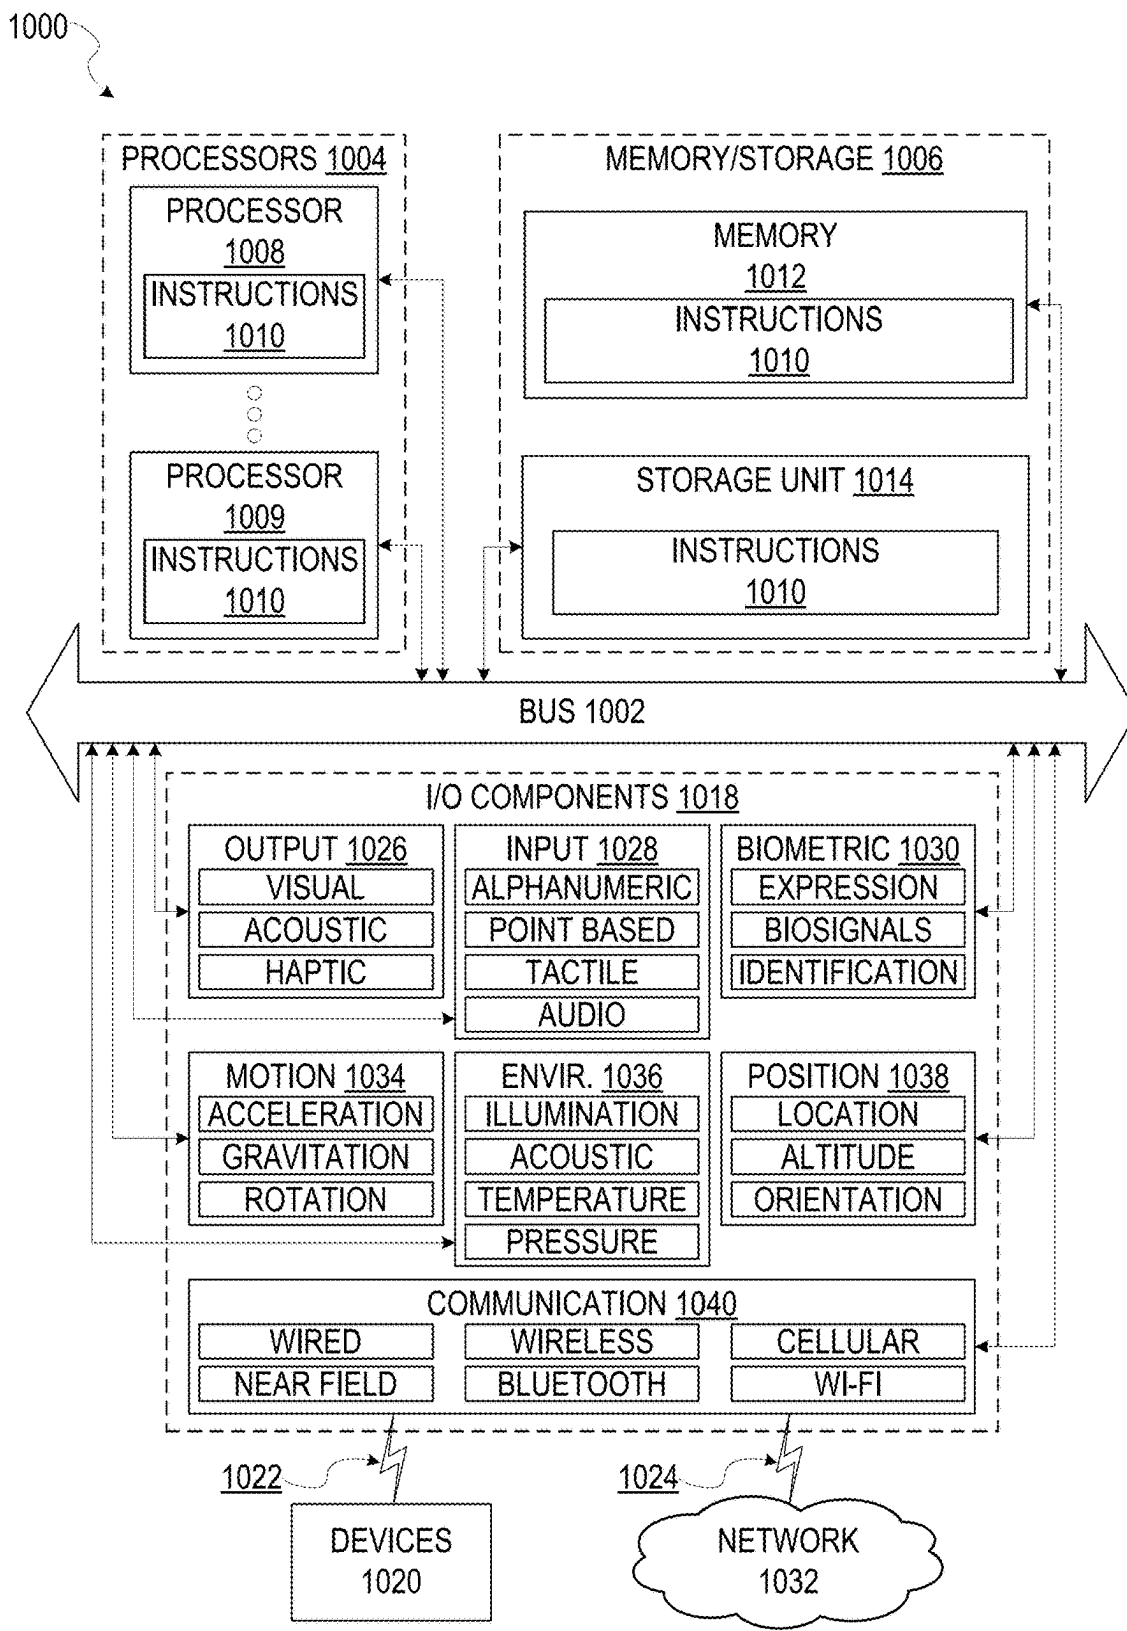 1000
PROCESSORS 1004
PROCESSOR
1008
INSTRUCTIONS
1010
PROCESSOR
1009
INSTRUCTIONS
1010
MEMORY/STORAGE 1006
MEMORY
1012
INSTRUCTIONS
1010
STORAGE UNIT 1014
INSTRUCTIONS
1010
BUS 1002
I/O COMPONENTS 1018
OUTPUT 1026
VISUAL
ACOUSTIC
HAPTIC
INPUT 1028
ALPHANUMERIC
POINT BASED
TACTILE
AUDIO
BIOMETRIC 1030
EXPRESSION
BIOSIGNALS
IDENTIFICATION
MOTION 1034
ACCELERATION
GRAVITATION
ROTATION
ENVIR. 1036
ILLUMINATION
ACOUSTIC
TEMPERATURE
PRESSURE
POSITION 1038
LOCATION
ALTITUDE
ORIENTATION
COMMUNICATION 1040
WIRED
WIRELESS
CELLULAR
NEAR FIELD
BLUETOOTH
WI-FI
1022
1024
DEVICES
1020
NETWORK
1032